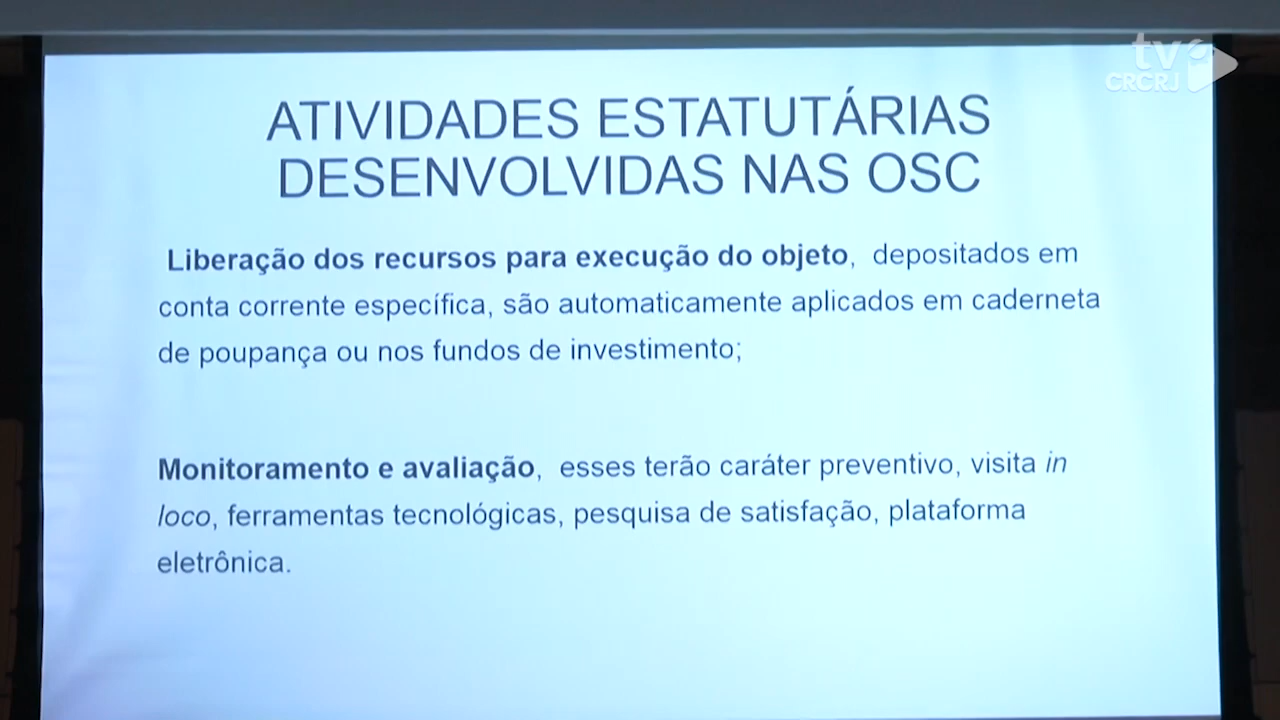 tv
CRCRJ
ATIVIDADES ESTATUTÁRIAS
DESENVOLVIDAS NAS OSC
Liberação dos recursos para execução do objeto, depositados em
conta corrente específica, são automaticamente aplicados em caderneta
de poupança ou nos fundos de investimento;
Monitoramento e avaliação, esses terão caráter preventivo, visita in
loco, ferramentas tecnológicas, pesquisa de satisfação, plataforma
eletrônica.